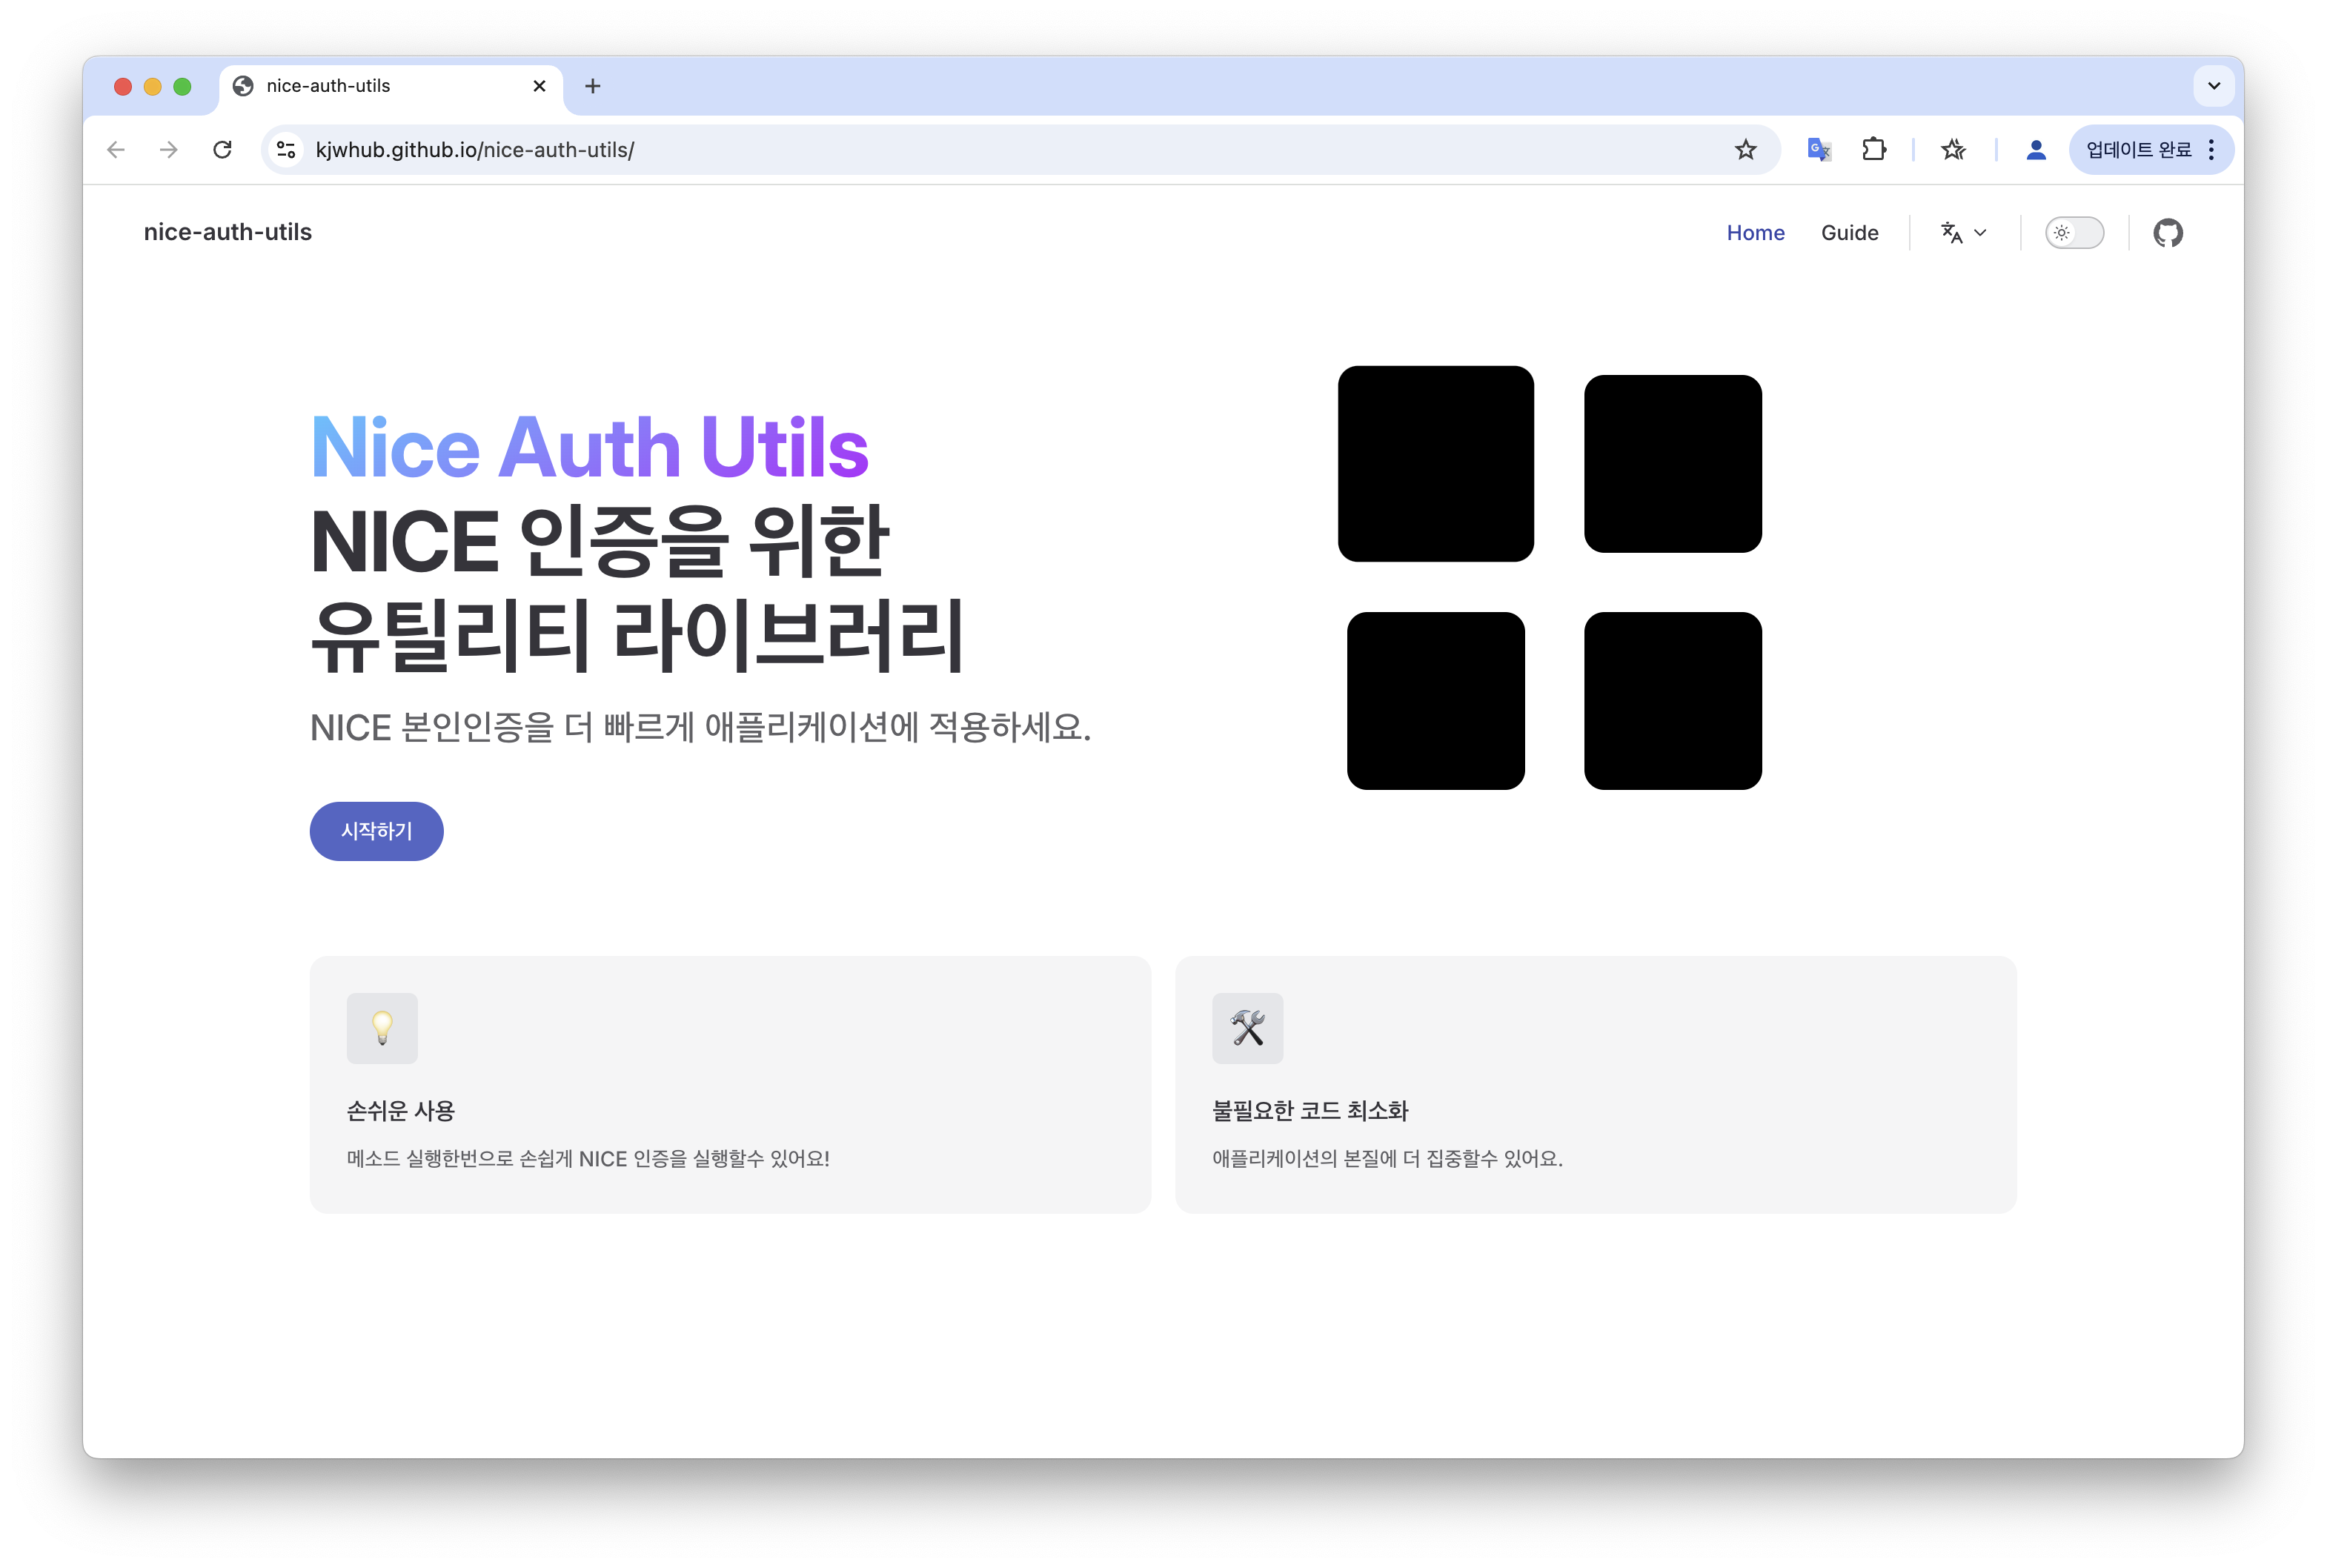 nice-auth-utils
kjwhub.github.io/nice-auth-utils/
업데이트 완료
nice-auth-utils
Home
Guide
Nice Auth Utils
NICE 인증을 위한
유틸리티 라이브러리
NICE 본인인증을 더 빠르게 애플리케이션에 적용하세요.
시작하기
손쉬운 사용
메소드 실행한번으로 손쉽게 NICE 인증을 실행할수 있어요!
불필요한 코드 최소화
애플리케이션의 본질에 더 집중할수 있어요.